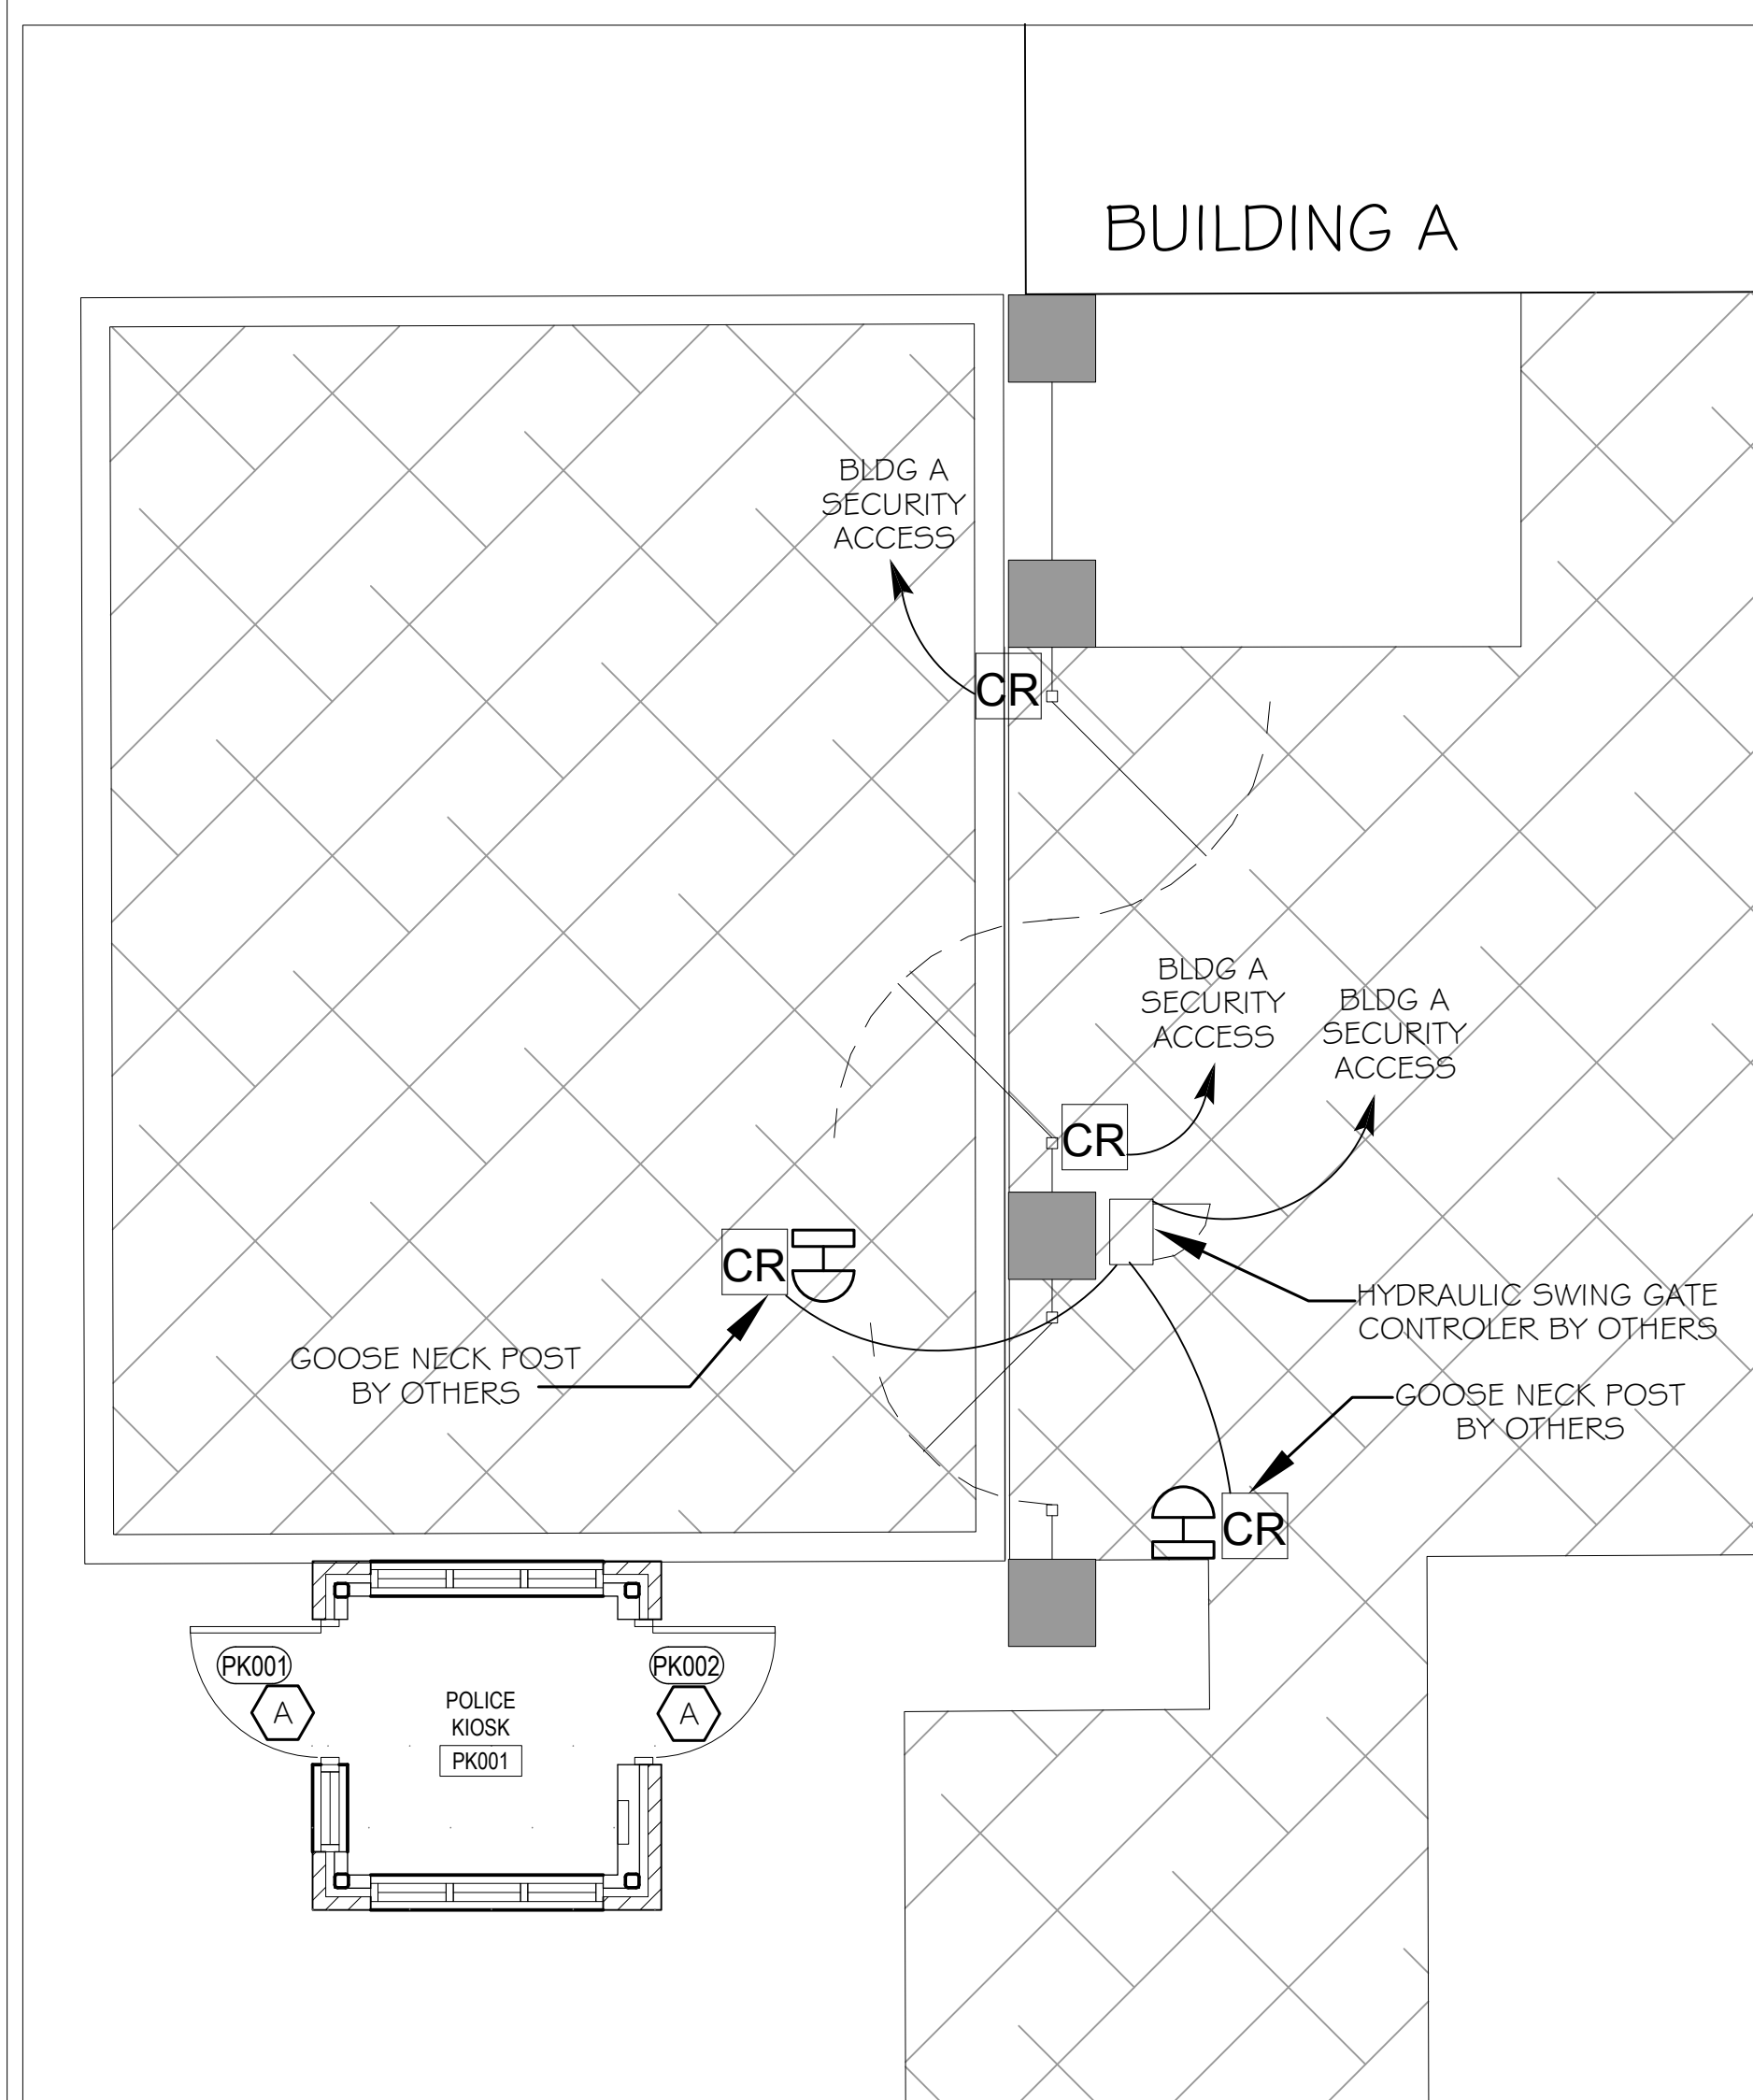 BUILDING A
BLDG A
SECURITY
ACCESS
CR
BLDG A
SECURITY
ACCESS
BLDG A
SECURITY
ACCESS
CR
CR
HYDRAULIC SWING GATE
CONTROLER BY OTHERS
GOOSE NECK POST
BY OTHERS
GOOSE NECK POST
BY OTHERS
CR
PK001
A
PK002
A
POLICE
KIOSK
PK001